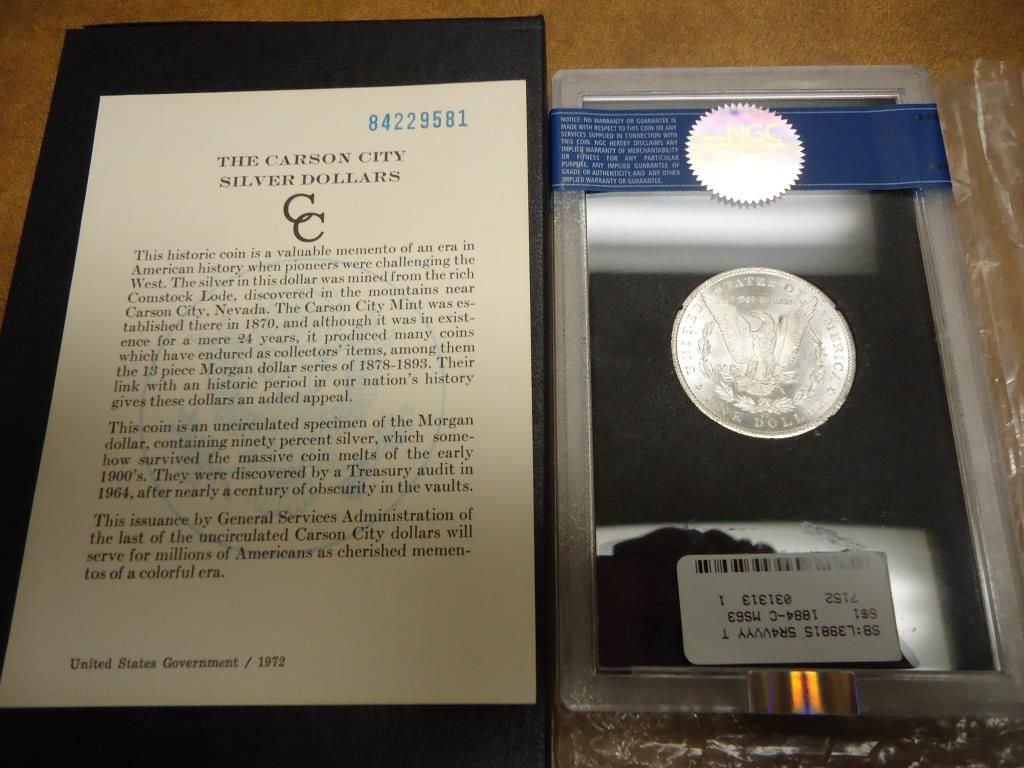 84229581
THE CARSON CITY
SILVER DOLLARS
CC
This historic coin is a valuable memento of an era in
American history when pioneers were challenging the
West. The silver in this dollar was mined from the rich
Comstock Lode, discovered in the mountains near
Carson City, Nevada. The Carson City Mint was es-
tablished there in 1870, and although it was in exist-
ence for a mere 24 years, it produced many coins
which have endured as collectors' items, among them
the 13 piece Morgan dollar series of 1878-1893. Their
link with an historic period in our nation's history
gives these dollars an added appeal.
This coin is an uncirculated specimen of the Morgan
dollar, containing ninety percent silver, which some-
how survived the massive coin melts of the early
1900's. They were discovered by a Treasury audit in
1964, after nearly a century of obscurity in the vaults.
This issuance by General Services Administration of
the last of the uncirculated Carson City dollars will
serve for millions of Americans as cherished memen-
tos of a colorful era.
United States Government / 1972
NOTICE: NO WARRANTY OR GUARANTEE IS
MADE WITH RESPECT TO THIS COIN OR ANY
SERVICES SUPPLIED IN CONNECTION WITH
THIS COIN. NGC HEREBY DISCLAIMS ANY
IMPLIED WARRANTY OF MERCHANTABILITY
OR FITNESS FOR ANY PARTICULAR
PURPOSE, ANY IMPLIED GUARANTEE OF
GRADE OR AUTHENTICITY, AND ANY OTHER
IMPLIED WARRANTY OR GUARANTEE.
NGC
UNITED STATES OF AMERICA
ONE DOLLAR
SB:L39815 5R4VVYY T
S$1 1884-C MS63
7152 031313 1